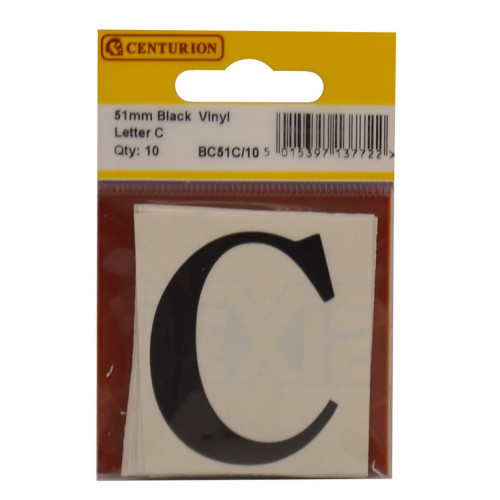 CENTURION
51mm Black Vinyl
Letter C
Qty: 10
BC51C/10
5 015397 137722 >
C